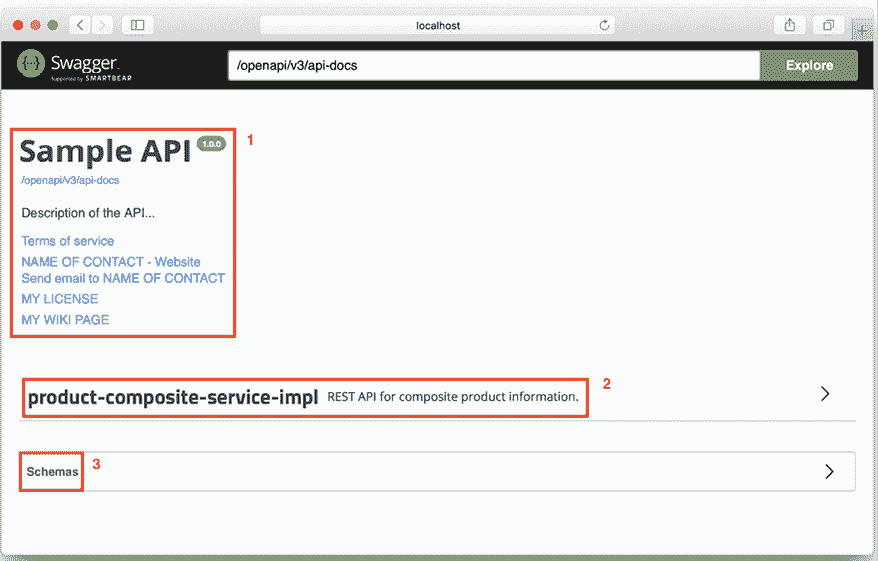 localhost
Swagger
Supported by SMARTBEAR
/openapi/v3/api-docs
Explore
Sample API 1.0.0
1
/openapi/v3/api-docs
Description of the API...
Terms of service
NAME OF CONTACT - Website
Send email to NAME OF CONTACT
MY LICENSE
MY WIKI PAGE
product-composite-service-impl REST API for composite product information.
2
Schemas
3